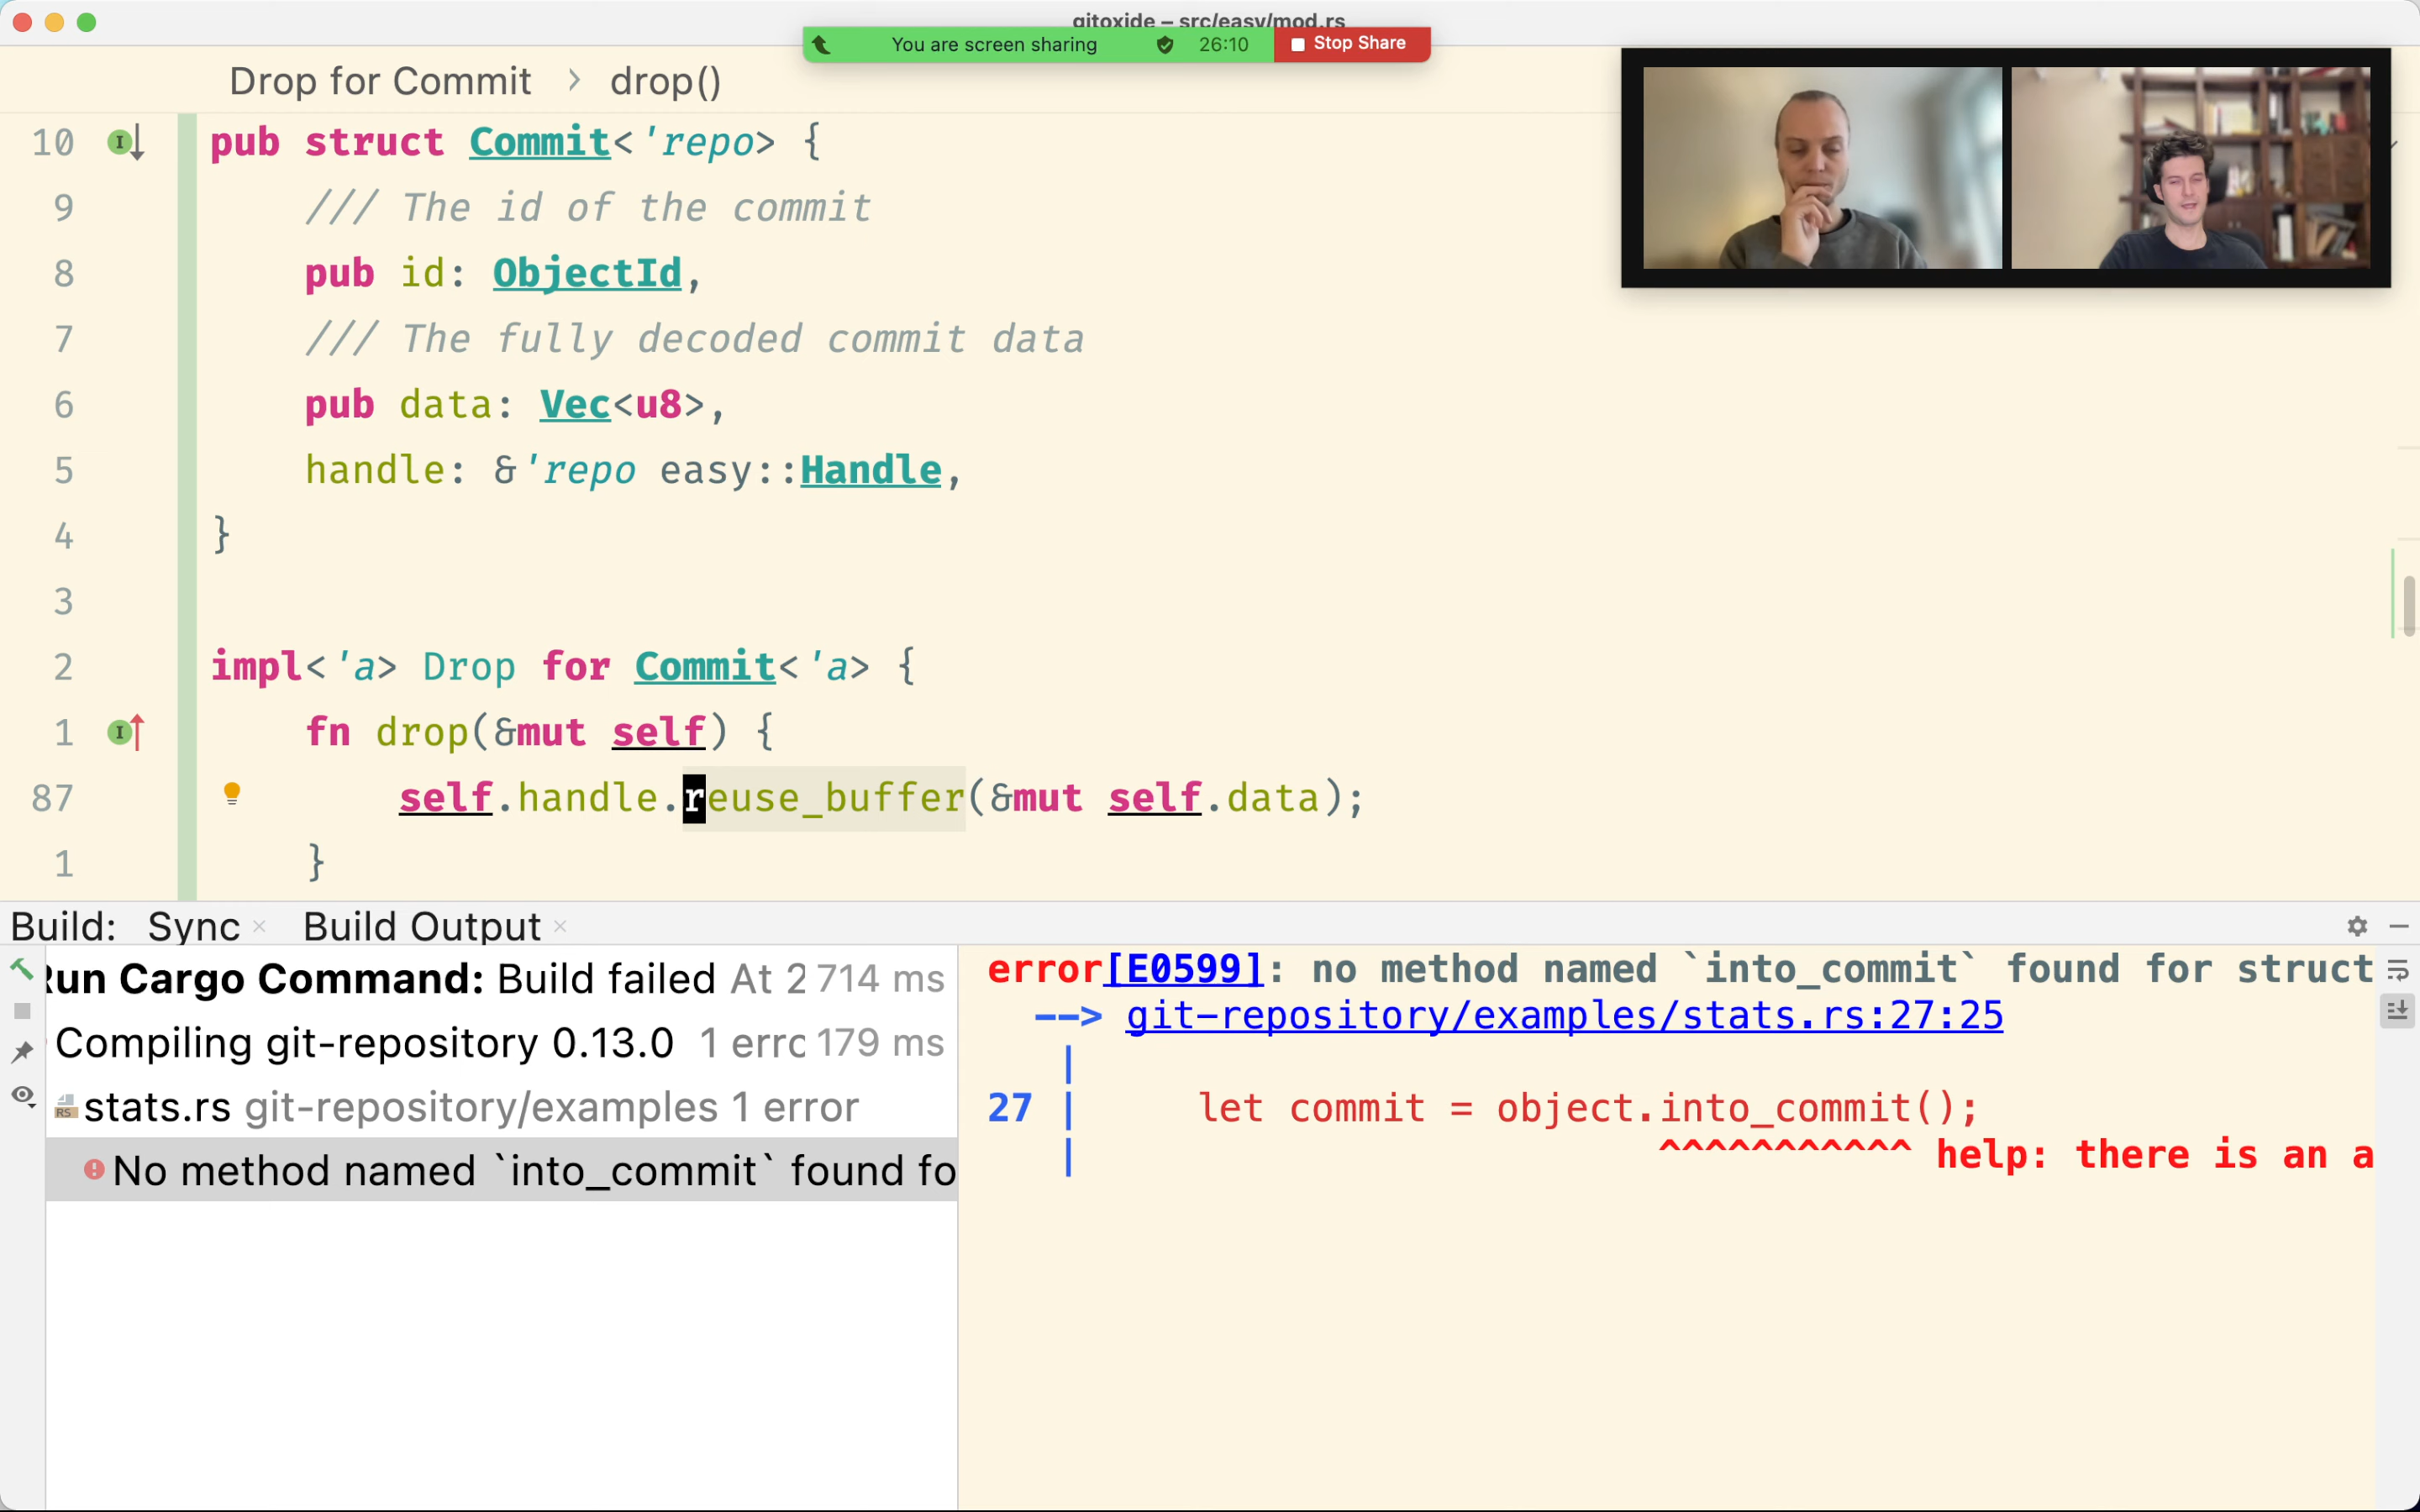 gitoxide – src/easy/mod.rs
You are screen sharing 26:10 Stop Share
Drop for Commit › drop()
10 pub struct Commit<'repo> {
9 /// The id of the commit
8 pub id: ObjectId,
7 /// The fully decoded commit data
6 pub data: Vec<u8>,
5 handle: &'repo easy::Handle,
4 }
3
2 impl<'a> Drop for Commit<'a> {
1 fn drop(&mut self) {
87 self.handle.reuse_buffer(&mut self.data);
1 }
Build: Sync × Build Output ×
Run Cargo Command: Build failed At 2 714 ms
Compiling git-repository 0.13.0 1 erro 179 ms
stats.rs git-repository/examples 1 error
No method named `into_commit` found fo
error[E0599]: no method named `into_commit` found for struct
--> git-repository/examples/stats.rs:27:25
|
27 | let commit = object.into_commit();
| ^^^^^^^^^^^ help: there is an a